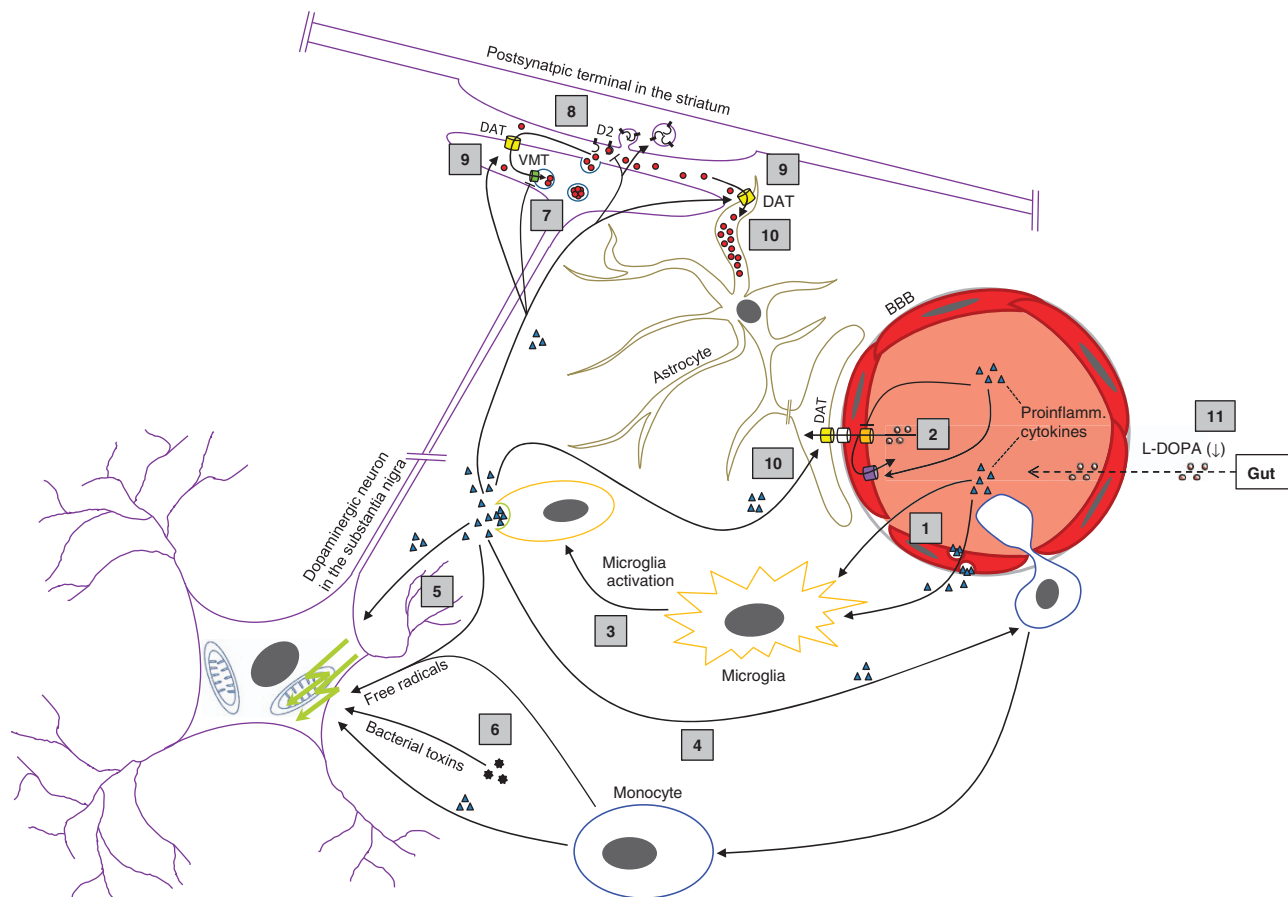 Postsynatpic terminal in the striatum
8
DAT
D2
9
VMT
9
DAT
7
10
BBB
Astrocyte
DAT
Proinflamm.
cytokines
2
11
L-DOPA (↓)
Gut
10
Dopaminergic neuron
in the substantia nigra
1
Microglia
activation
5
3
Microglia
Free radicals
6
Bacterial toxins
4
Monocyte